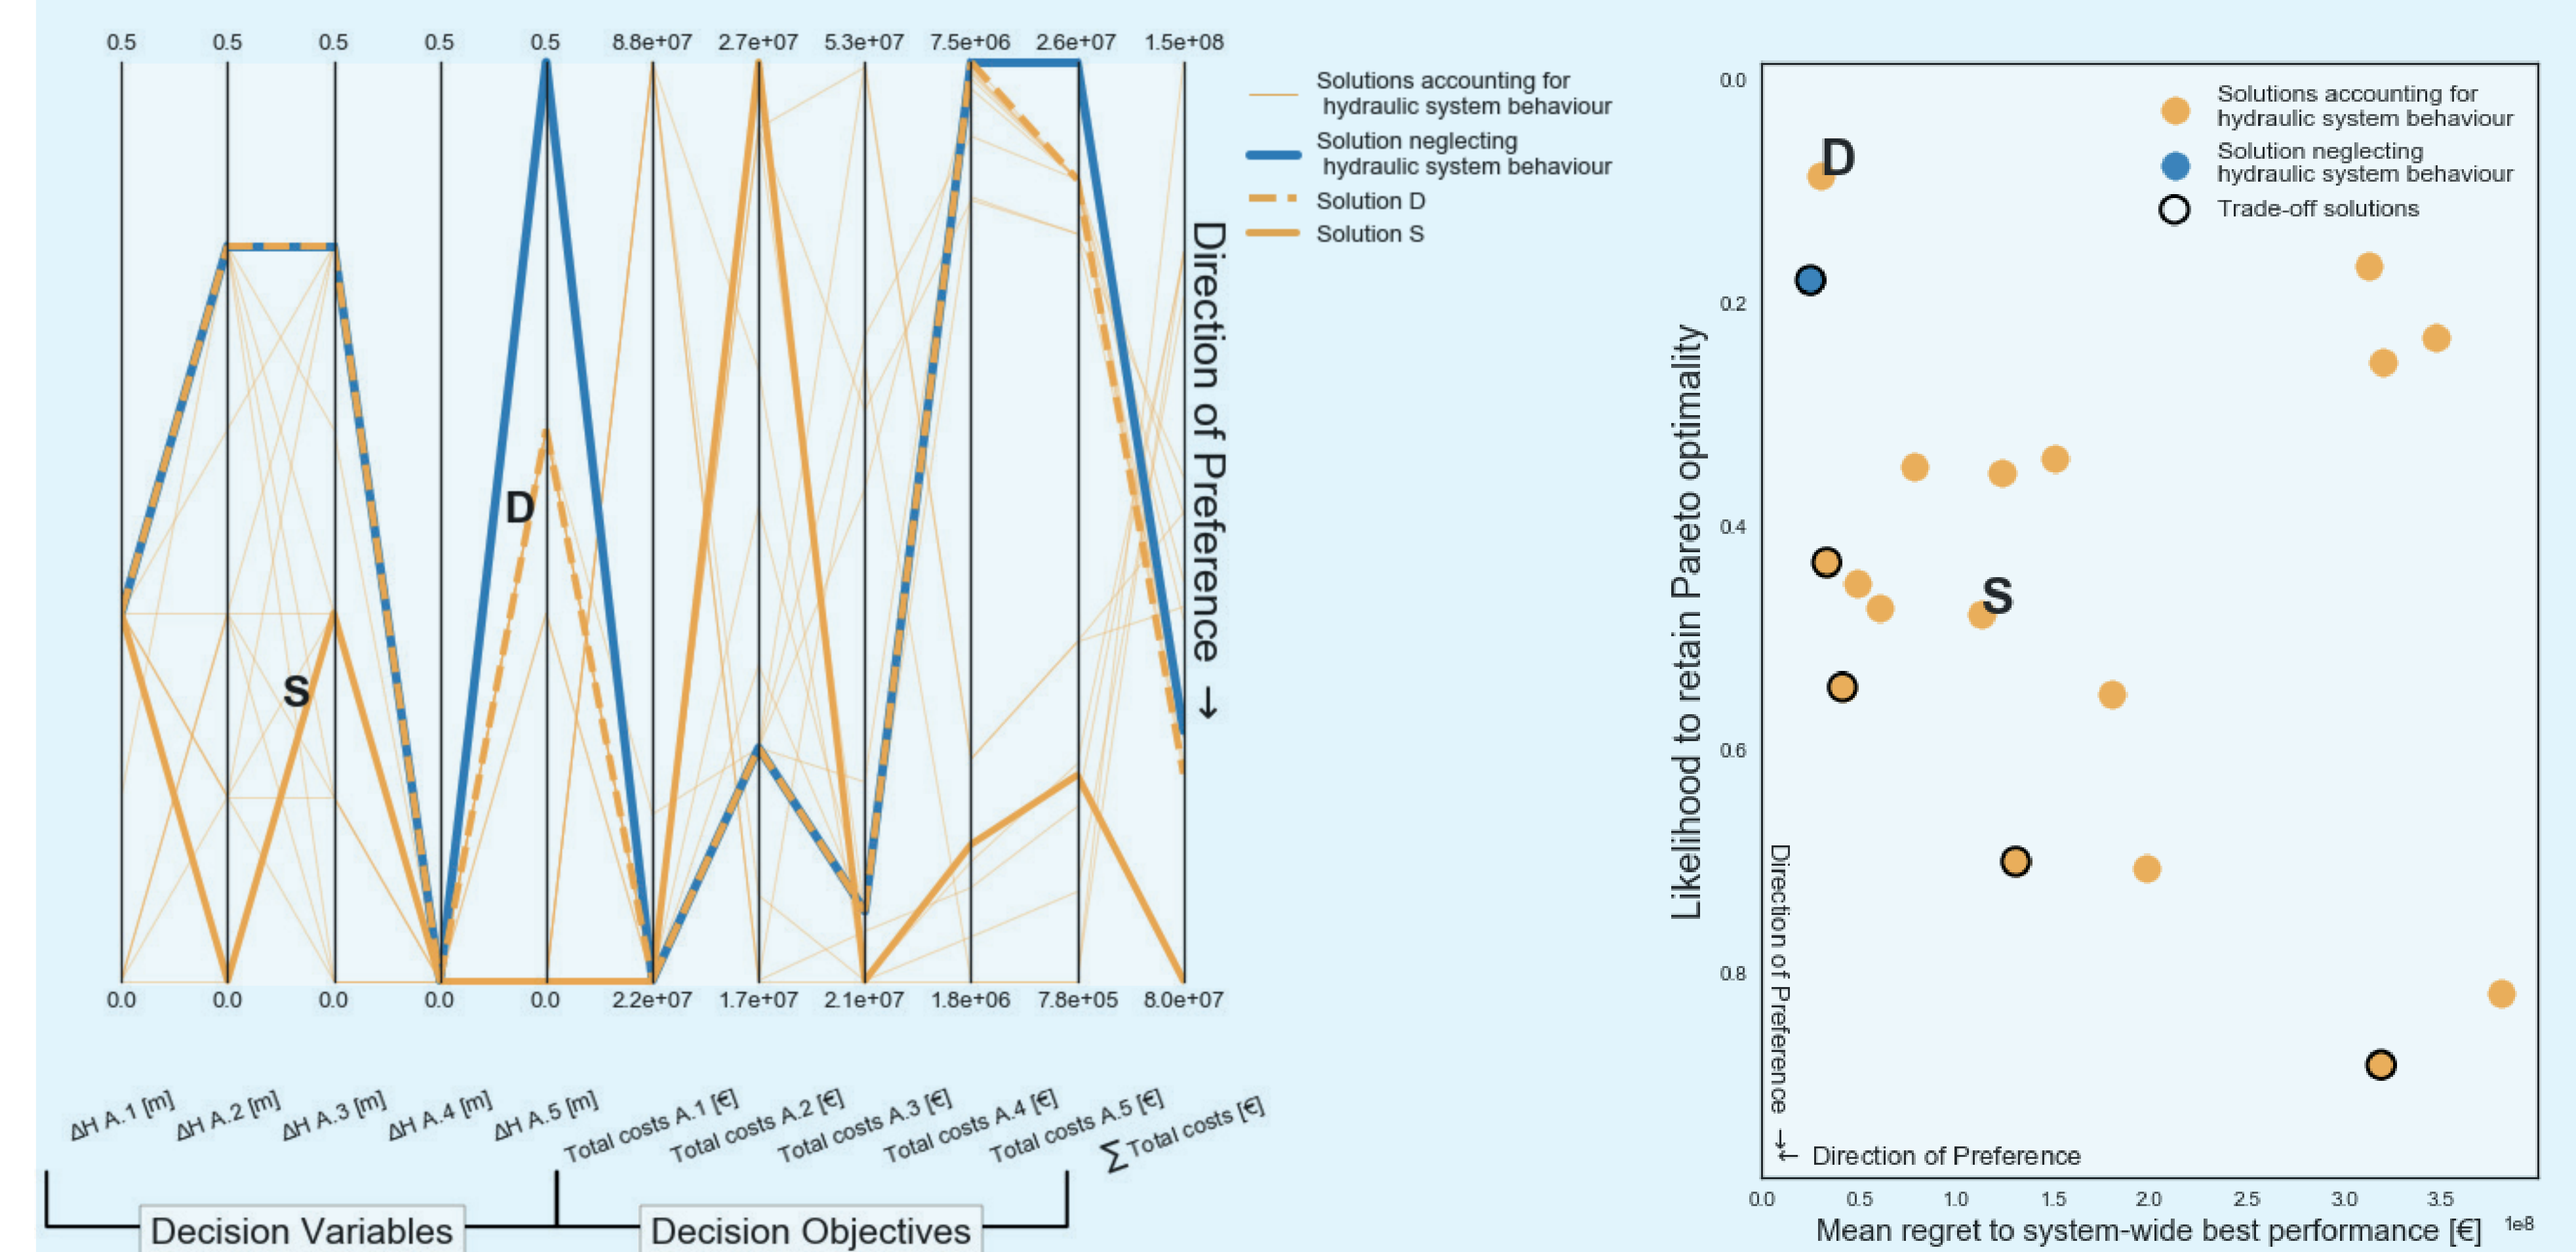 0.5 0.5 0.5 0.5 0.5 8.8e+07 2.7e+07 5.3e+07 7.5e+06 2.6e+07 1.5e+08
Solutions accounting for
hydraulic system behaviour
Solution neglecting
hydraulic system behaviour
Solution D
Solution S
Direction of Preference →
D
S
0.0 0.0 0.0 0.0 0.0 2.2e+07 1.7e+07 2.1e+07 1.8e+06 7.8e+05 8.0e+07
ΔH A.1 [m]
ΔH A.2 [m]
ΔH A.3 [m]
ΔH A.4 [m]
ΔH A.5 [m]
Total costs A.1 [€]
Total costs A.2 [€]
Total costs A.3 [€]
Total costs A.4 [€]
Total costs A.5 [€]
∑ Total costs [€]
Decision Variables
Decision Objectives
Likelihood to retain Pareto optimality
0.0
0.2
0.4
0.6
0.8
Solutions accounting for
hydraulic system behaviour
Solution neglecting
hydraulic system behaviour
Trade-off solutions
D
S
Direction of Preference →
← Direction of Preference
0.0 0.5 1.0 1.5 2.0 2.5 3.0 3.5
1e8
Mean regret to system-wide best performance [€]